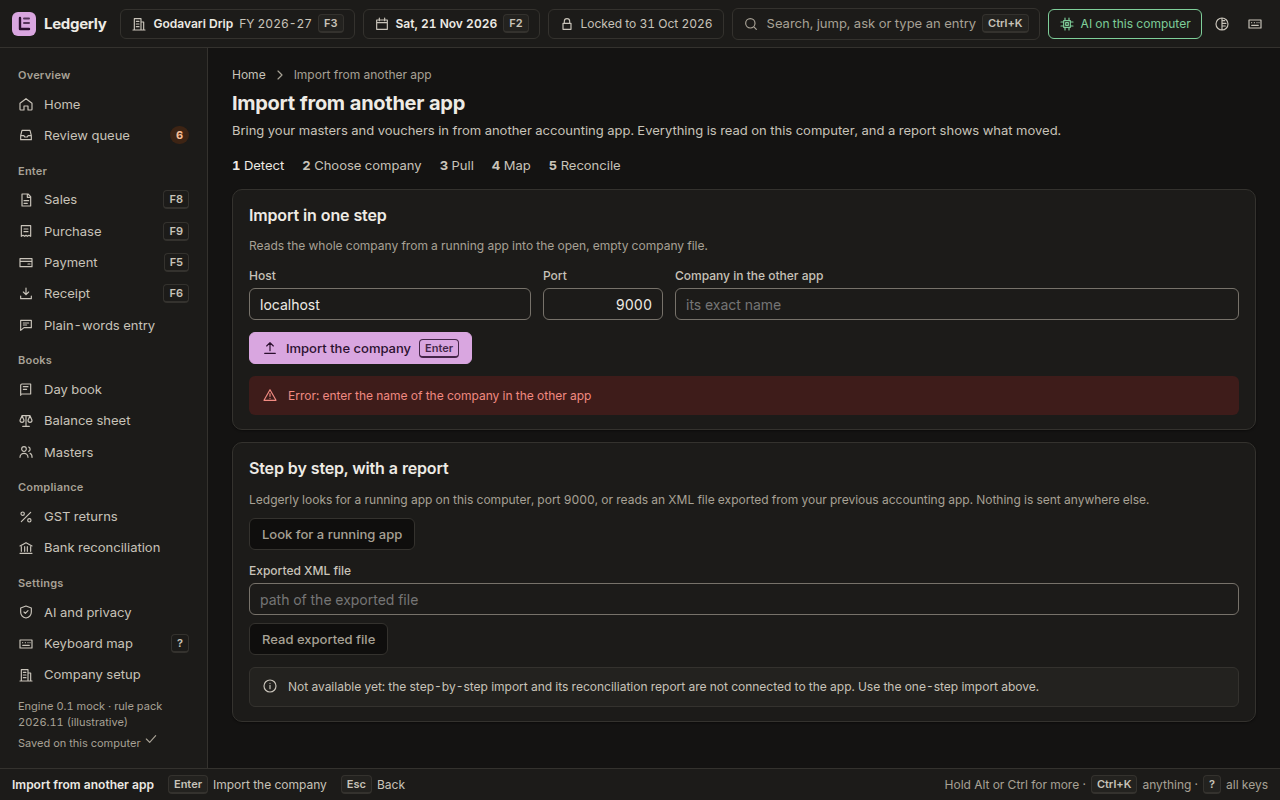 Ledgerly
Godavari Drip FY 2026-27 F3
Sat, 21 Nov 2026 F2
Locked to 31 Oct 2026
Search, jump, ask or type an entry Ctrl+K
AI on this computer
Overview
Home
Review queue 6
Enter
Sales F8
Purchase F9
Payment F5
Receipt F6
Plain-words entry
Books
Day book
Balance sheet
Masters
Compliance
GST returns
Bank reconciliation
Settings
AI and privacy
Keyboard map ?
Company setup
Engine 0.1 mock · rule pack
2026.11 (illustrative)
Saved on this computer
Home
Import from another app
Import from another app
Bring your masters and vouchers in from another accounting app. Everything is read on this computer, and a report shows what moved.
1 Detect 2 Choose company 3 Pull 4 Map 5 Reconcile
Import in one step
Reads the whole company from a running app into the open, empty company file.
Host Port Company in the other app
localhost 9000 its exact name
Import the company Enter
Error: enter the name of the company in the other app
Step by step, with a report
Ledgerly looks for a running app on this computer, port 9000, or reads an XML file exported from your previous accounting app. Nothing is sent anywhere else.
Look for a running app
Exported XML file
path of the exported file
Read exported file
Not available yet: the step-by-step import and its reconciliation report are not connected to the app. Use the one-step import above.
Import from another app Enter Import the company Esc Back
Hold Alt or Ctrl for more · Ctrl+K anything · ? all keys